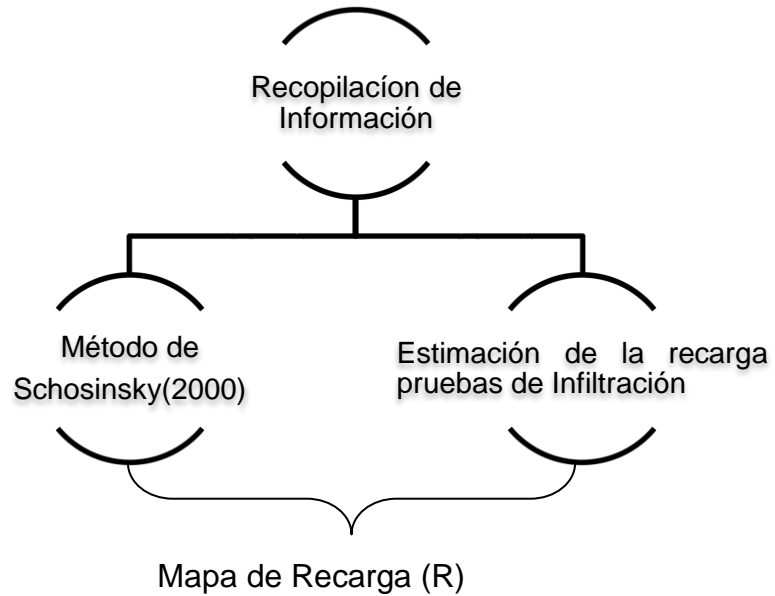 Recopilacíon de
Información
Método de
Schosinsky(2000)
Estimación de la recarga
pruebas de Infiltración
Mapa de Recarga (R)